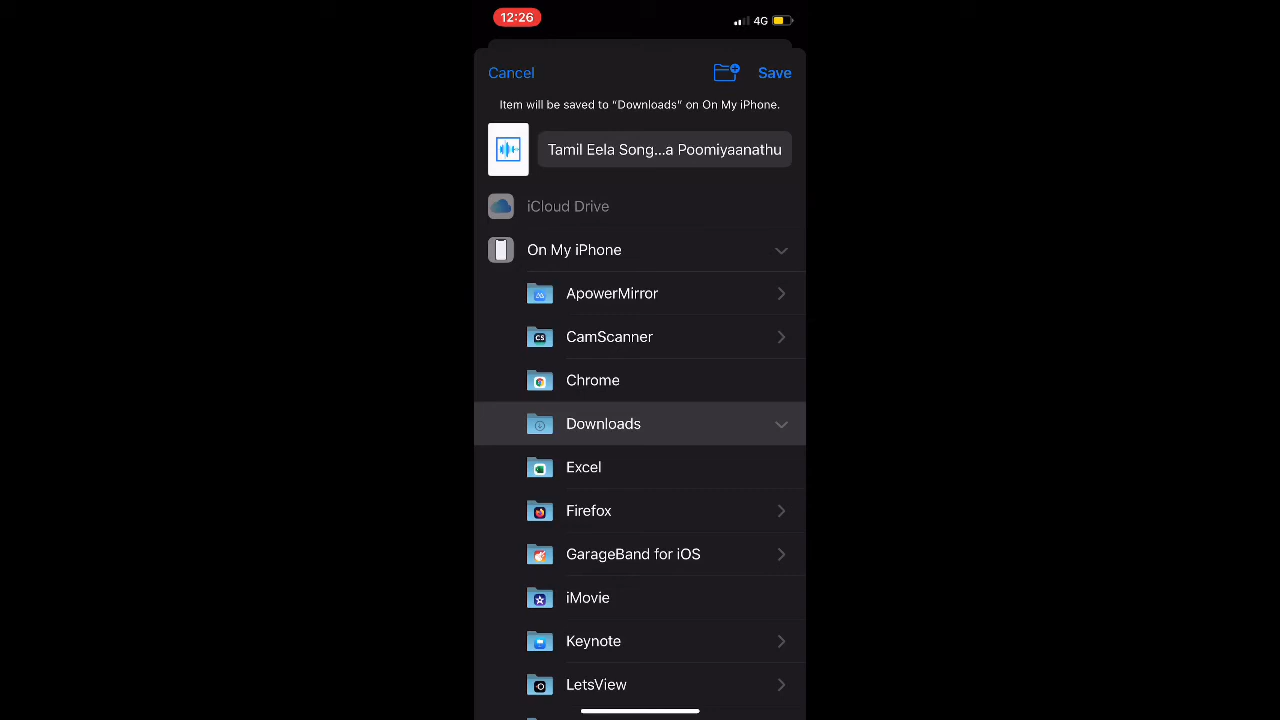 12:26
4G
Cancel
Save
Item will be saved to “Downloads” on On My iPhone.
Tamil Eela Song...a Poomiyaanathu
iCloud Drive
On My iPhone
ApowerMirror
CS
CamScanner
Chrome
Downloads
Excel
Firefox
GarageBand for iOS
iMovie
Keynote
LetsView